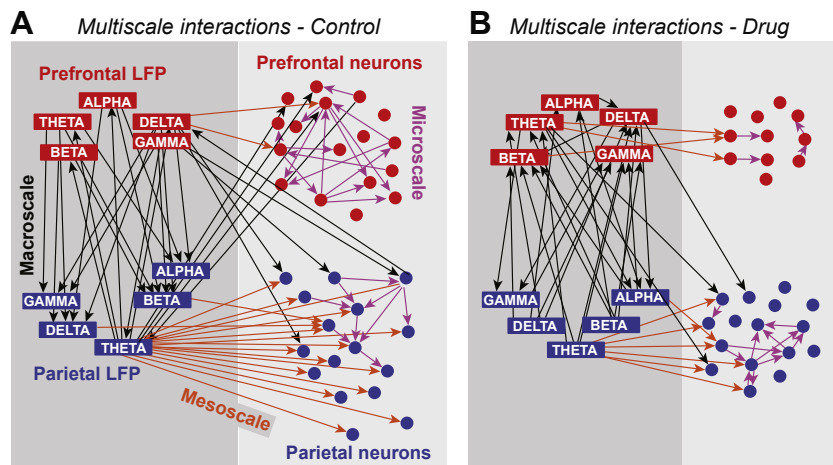 A Multiscale interactions - Control
Prefrontal LFP
Prefrontal neurons
ALPHA
THETA
DELTA
BETA
GAMMA
Microscale
Macroscale
ALPHA
GAMMA
BETA
DELTA
THETA
Parietal LFP
Mesoscale
Parietal neurons
B Multiscale interactions - Drug
ALPHA
THETA
DELTA
BETA
GAMMA
GAMMA
ALPHA
DELTA
BETA
THETA